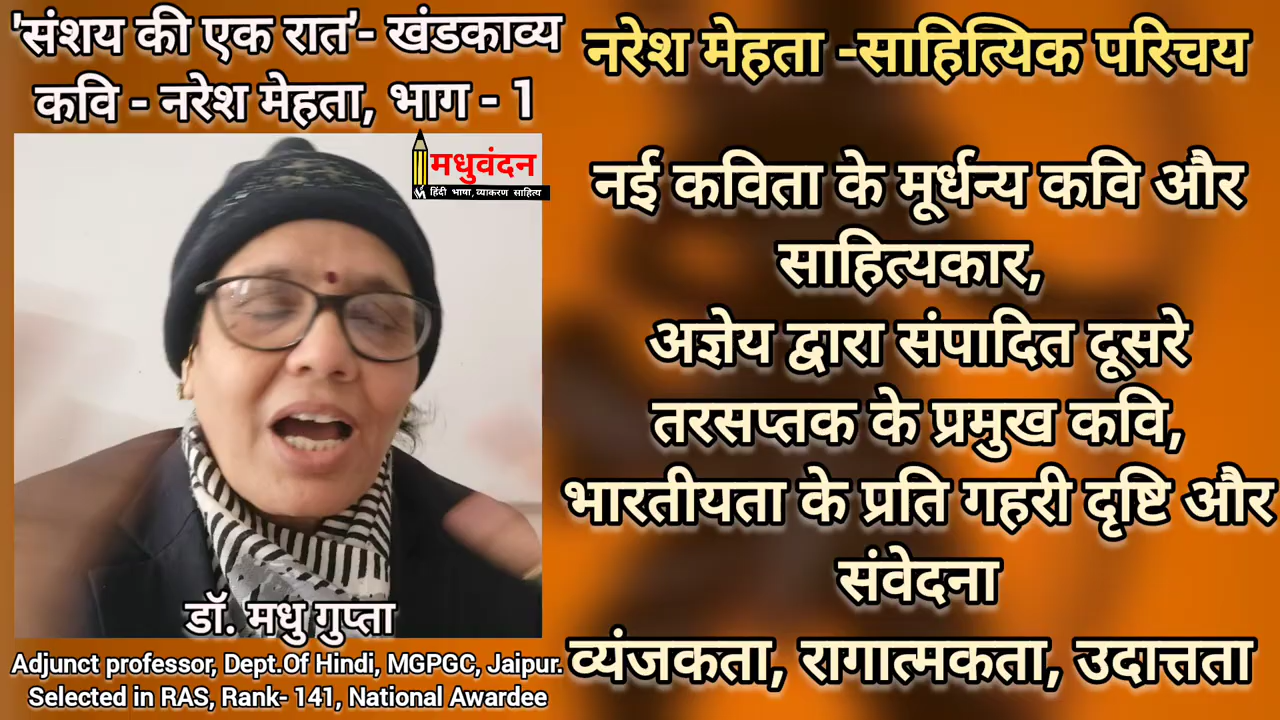 'संशय की एक रात'- खंडकाव्य
कवि - नरेश मेहता, भाग - 1
मधुवंदन
हिंदी भाषा, व्याकरण साहित्य
डॉ. मधु गुप्ता
Adjunct professor, Dept.Of Hindi, MGPGC, Jaipur.
Selected in RAS, Rank- 141, National Awardee
नरेश मेहता -साहित्यिक परिचय
नई कविता के मूर्धन्य कवि और
साहित्यकार,
अज्ञेय द्वारा संपादित दूसरे
तरसप्तक के प्रमुख कवि,
भारतीयता के प्रति गहरी दृष्टि और
संवेदना
व्यंजकता, रागात्मकता, उदात्तता